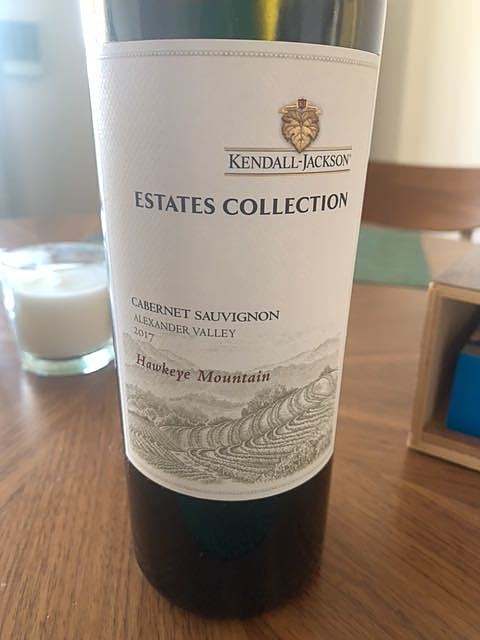 KENDALL-JACKSON®
ESTATES COLLECTION
CABERNET SAUVIGNON
ALEXANDER VALLEY
2017
Hawkeye Mountain